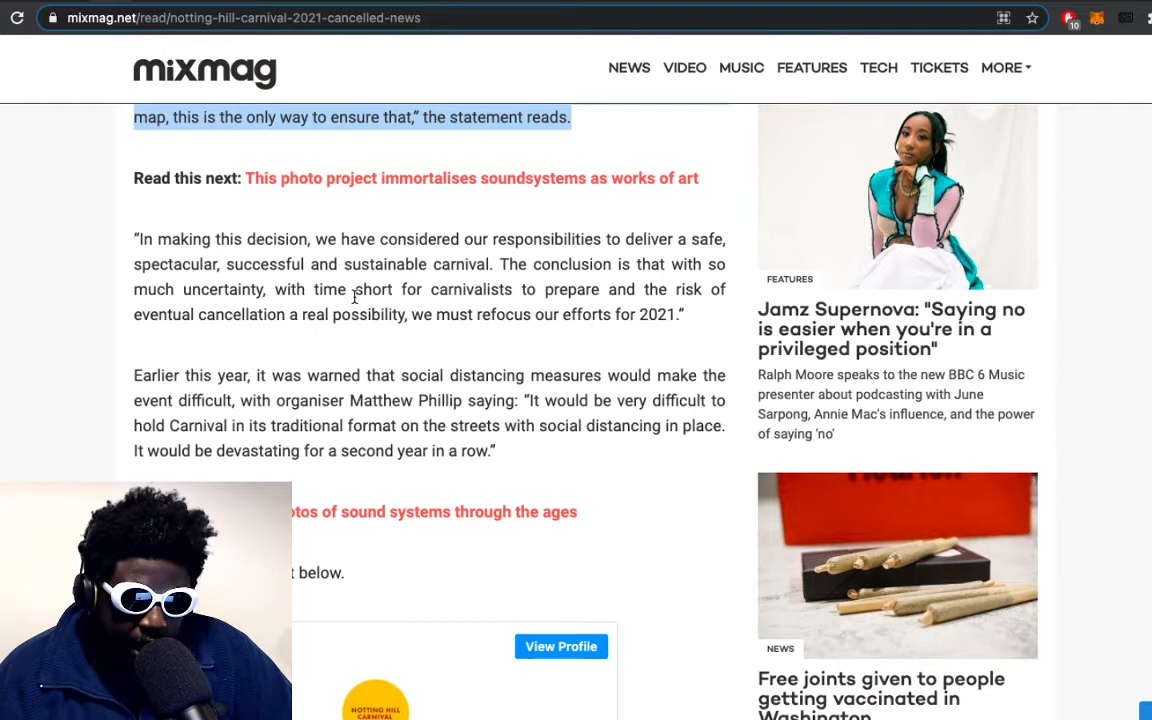 mixmag.net/read/notting-hill-carnival-2021-cancelled-news
10
mixmag
NEWS VIDEO MUSIC FEATURES TECH TICKETS MORE
map, this is the only way to ensure that,” the statement reads.
Read this next: This photo project immortalises soundsystems as works of art
“In making this decision, we have considered our responsibilities to deliver a safe,
spectacular, successful and sustainable carnival. The conclusion is that with so
much uncertainty, with time short for carnivalists to prepare and the risk of
eventual cancellation a real possibility, we must refocus our efforts for 2021.”
Earlier this year, it was warned that social distancing measures would make the
event difficult, with organiser Matthew Phillip saying: “It would be very difficult to
hold Carnival in its traditional format on the streets with social distancing in place.
It would be devastating for a second year in a row.”
otos of sound systems through the ages
t below.
View Profile
NOTTING HILL
CARNIVAL
FEATURES
Jamz Supernova: "Saying no
is easier when you're in a
privileged position"
Ralph Moore speaks to the new BBC 6 Music
presenter about podcasting with June
Sarpong, Annie Mac's influence, and the power
of saying 'no'
NEWS
Free joints given to people
getting vaccinated in
Washington